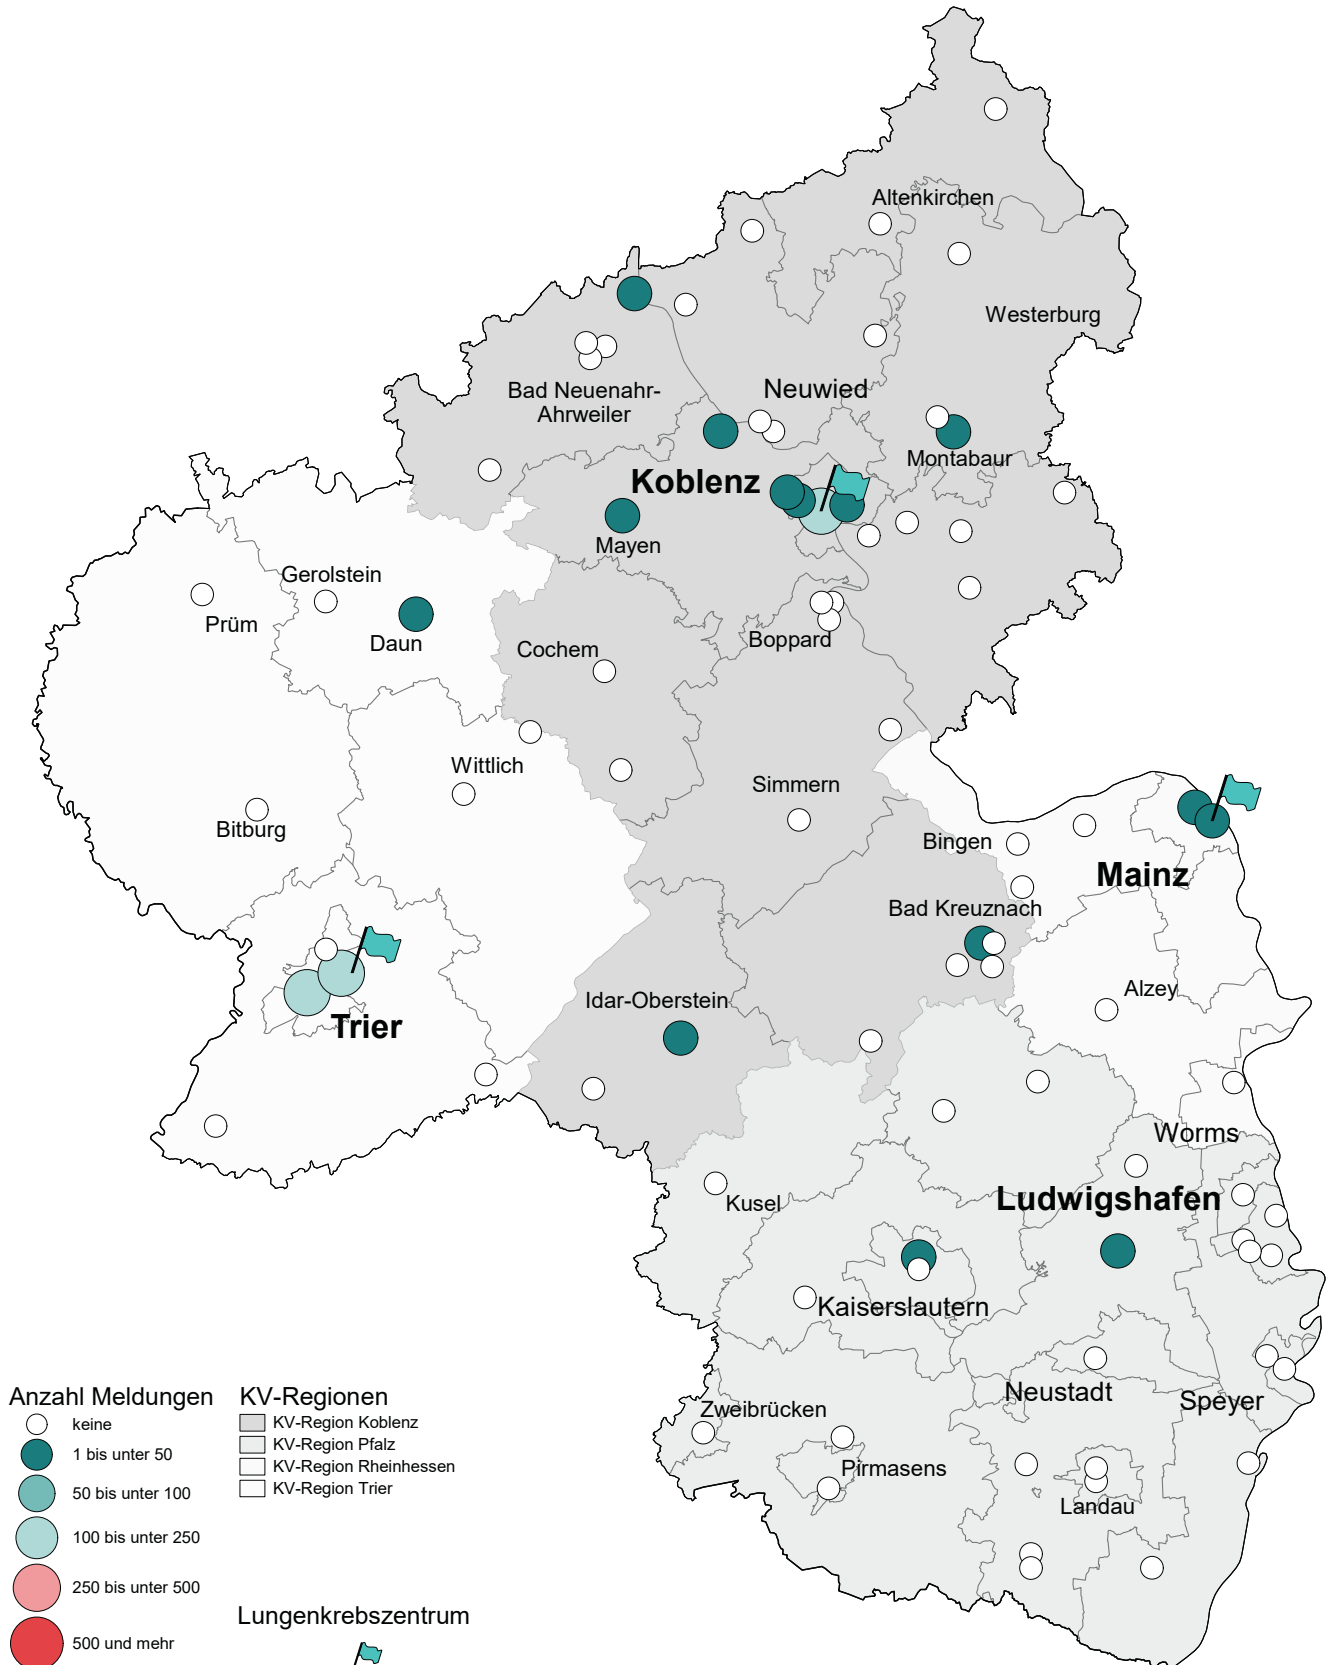 Altenkirchen
Westerburg
Bad Neuenahr-
Ahrweiler
Neuwied
Montabaur
Koblenz
Mayen
Gerolstein
Prüm
Daun
Cochem
Boppard
Wittlich
Simmern
Bitburg
Bingen
Mainz
Bad Kreuznach
Idar-Oberstein
Alzey
Trier
Worms
Kusel
Ludwigshafen
Kaiserslautern
Neustadt
Speyer
Zweibrücken
Pirmasens
Landau
Anzahl Meldungen
keine
1 bis unter 50
50 bis unter 100
100 bis unter 250
250 bis unter 500
500 und mehr
KV-Regionen
KV-Region Koblenz
KV-Region Pfalz
KV-Region Rheinhessen
KV-Region Trier
Lungenkrebszentrum